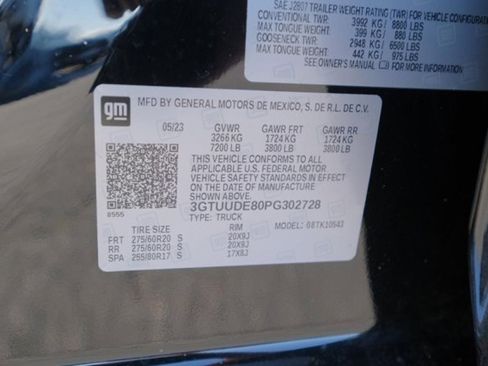 SAE J2807 TRAILER WEIGHT RATING (TWR) FOR VEHICLE CONFIGURATION
CONVENTIONAL TWR: 3992 KG / 8800 LBS
MAX TONGUE WEIGHT: 399 KG / 880 LBS
GOOSENECK TWR: 2948 KG / 6500 LBS
MAX TONGUE WEIGHT: 442 KG / 975 LBS
SEE OWNER'S MANUAL
gm
MFD BY GENERAL MOTORS DE MEXICO, S. DE R.L. DE C.V.
05/23 GVWR GAWR FRT GAWR RR
3266 KG 1724 KG 1724 KG
7200 LB 3800 LB 3800 LB
THIS VEHICLE CONFORMS TO ALL
APPLICABLE U.S. FEDERAL MOTOR
VEHICLE SAFETY AND THEFT PREVENTION
STANDARDS IN EFFECT ON THE DATE OF
MANUFACTURE SHOWN ABOVE.
3GTUUDE80PG302728
8555
TYPE: TRUCK
TIRE SIZE RIM 08TK10543
FRT 275/60R20 S 20X9J
RR 275/60R20 S 20X9J
SPA 255/80R17 S 17X8J